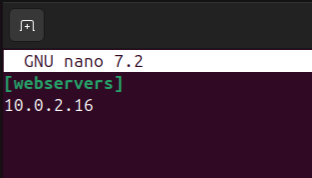 GNU nano 7.2
[webservers]
10.0.2.16